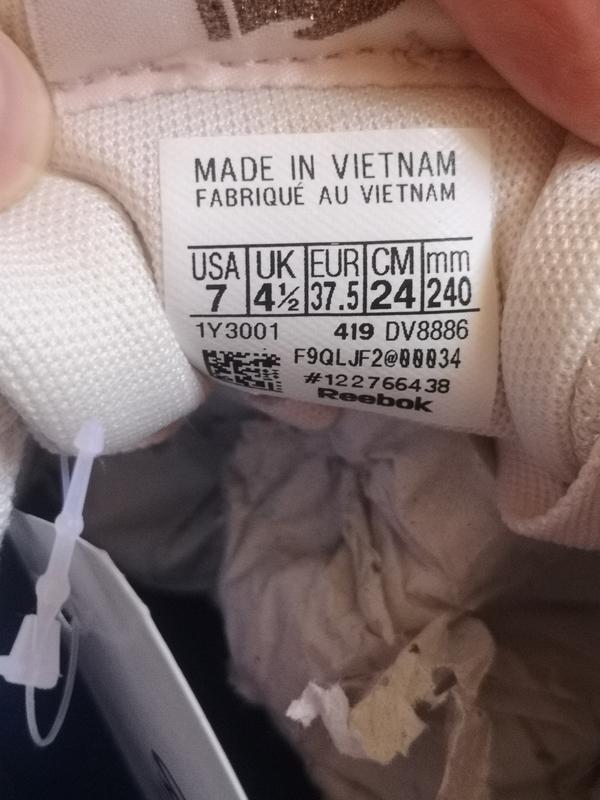 MADE IN VIETNAM
FABRIQUÉ AU VIETNAM
USA UK EUR CM mm
7 4½ 37.5 24 240
1Y3001 419 DV8886
F9QLJF2@00034
#122766438
Reebok